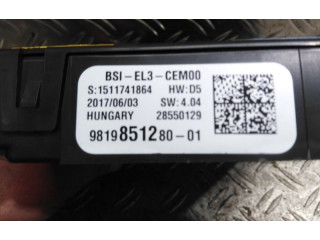 BSI-EL3-CEM00
S:1511741864 HW:D5
2017/06/03 SW:4.04
HUNGARY 28550129
9819851280-01